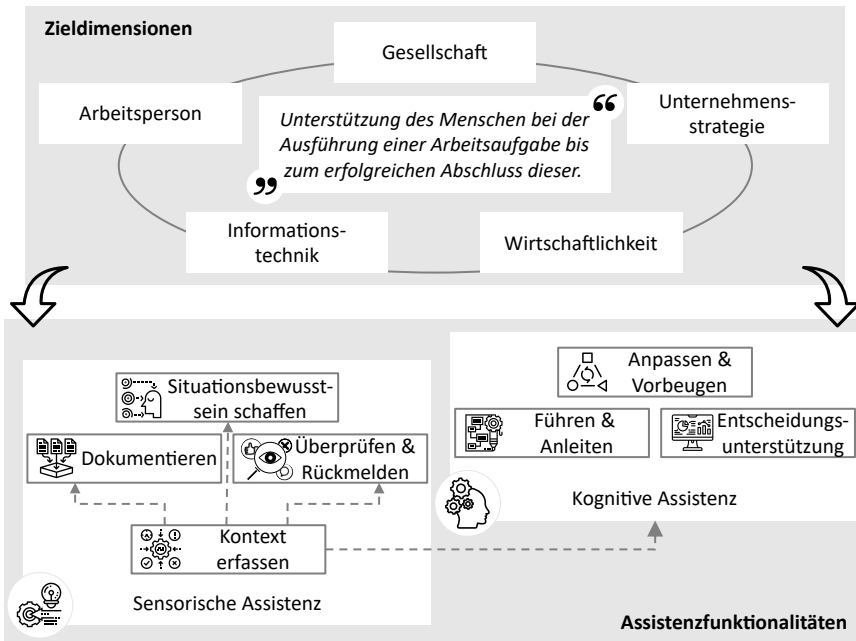 Zieldimensionen
Gesellschaft
Arbeitsperson
Unternehmens-
strategie
❝
Unterstützung des Menschen bei der
Ausführung einer Arbeitsaufgabe bis
zum erfolgreichen Abschluss dieser.
❞
Informations-
technik
Wirtschaftlichkeit
Situationsbewusst-
sein schaffen
Dokumentieren
Überprüfen &
Rückmelden
Kontext
erfassen
Sensorische Assistenz
Anpassen &
Vorbeugen
Führen &
Anleiten
Entscheidungs-
unterstützung
Kognitive Assistenz
Assistenzfunktionalitäten